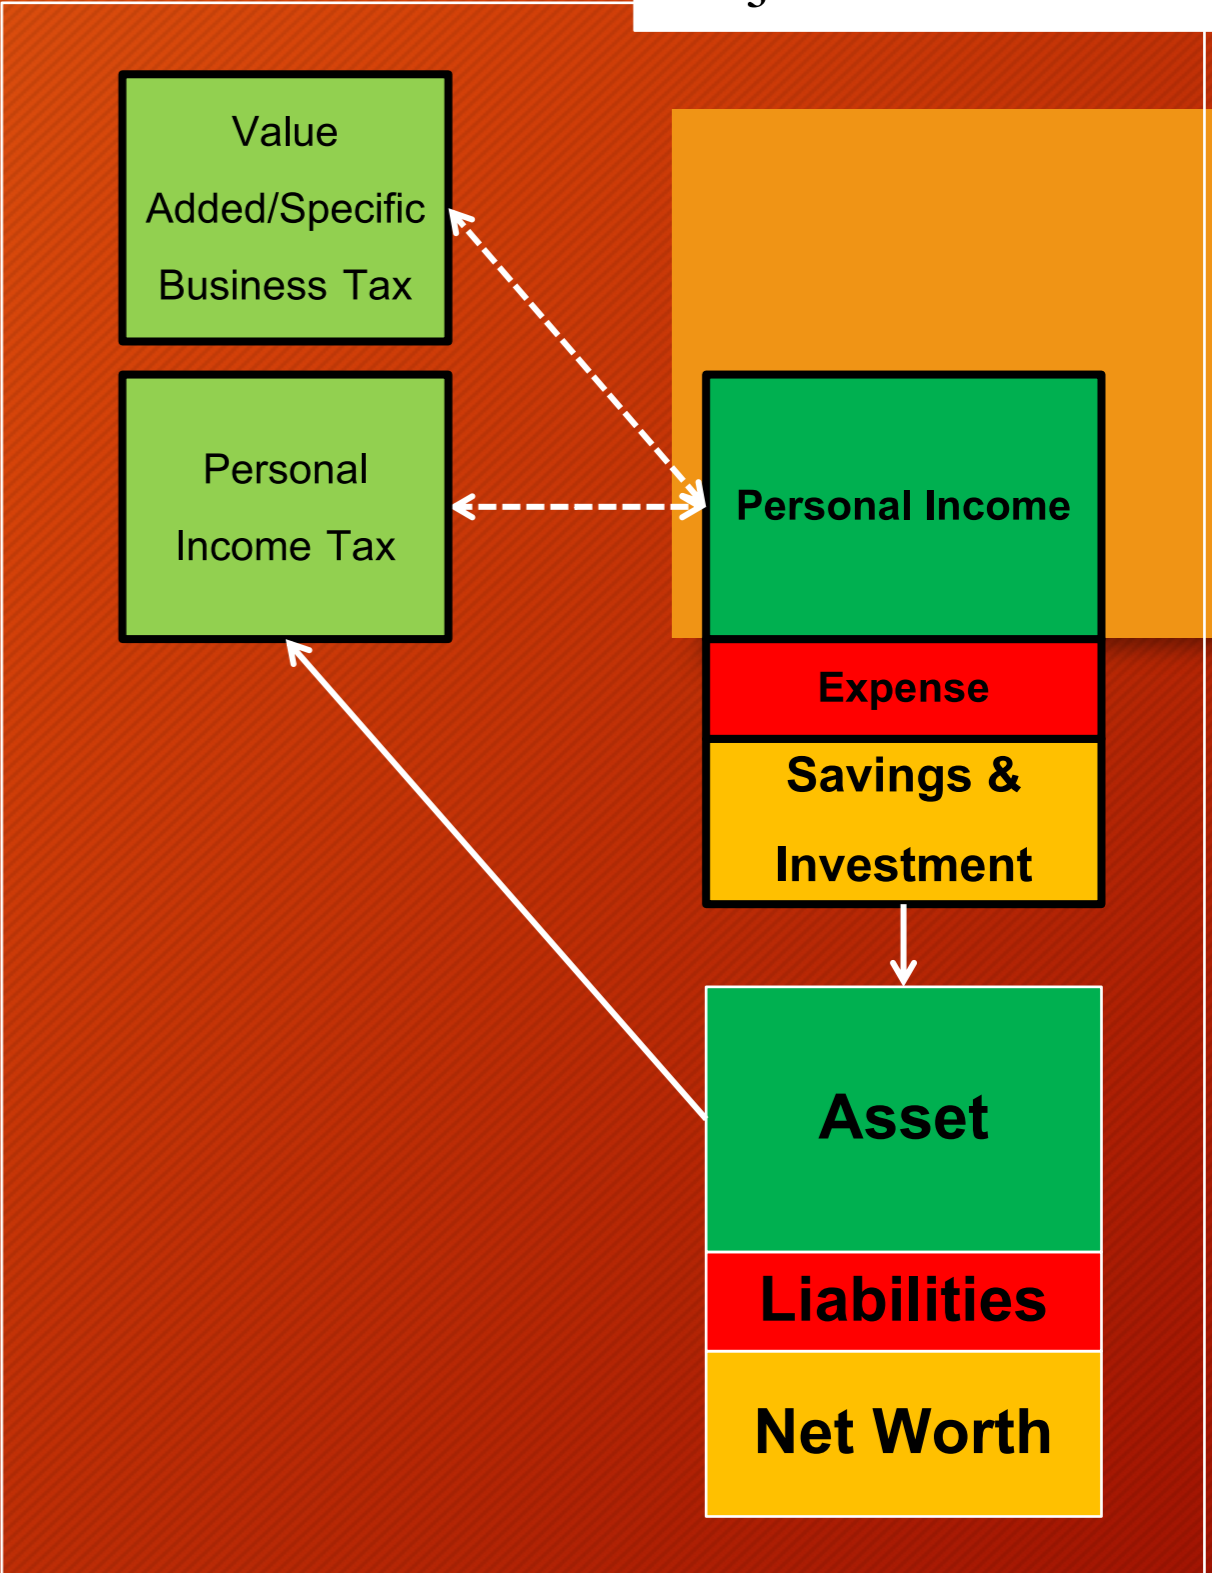 Value
Added/Specific
Business Tax
Personal
Income Tax
Personal Income
Expense
Savings &
Investment
Asset
Liabilities
Net Worth